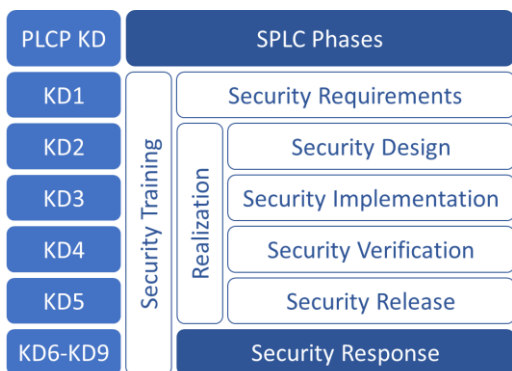 PLCP KD
SPLC Phases
KD1
Security Requirements
KD2
Security Design
KD3
Security Implementation
KD4
Security Verification
KD5
Security Release
KD6-KD9
Security Response
Security Training
Realization